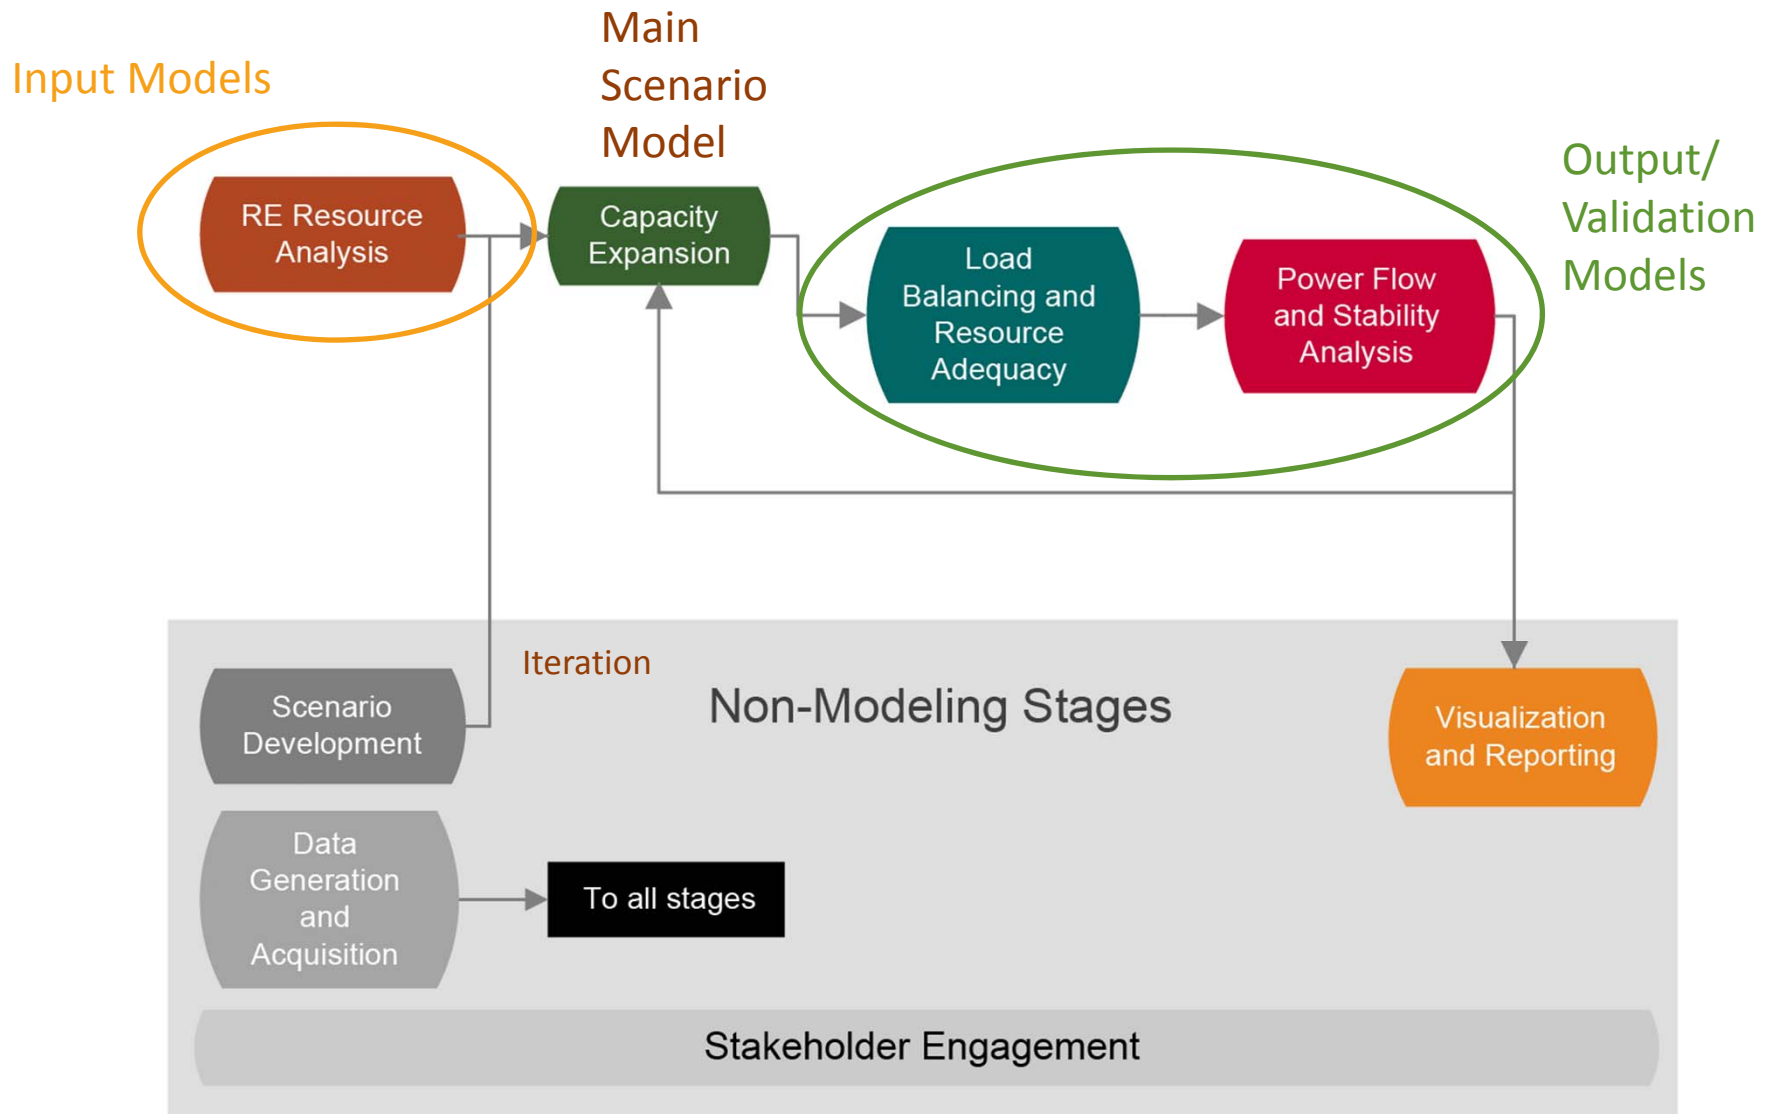 Main
Scenario
Model
Input Models
Output/
Validation
Models
RE Resource
Analysis
Capacity
Expansion
Load
Balancing and
Resource
Adequacy
Power Flow
and Stability
Analysis
Iteration
Non-Modeling Stages
Scenario
Development
Visualization
and Reporting
Data
Generation
and
Acquisition
To all stages
Stakeholder Engagement